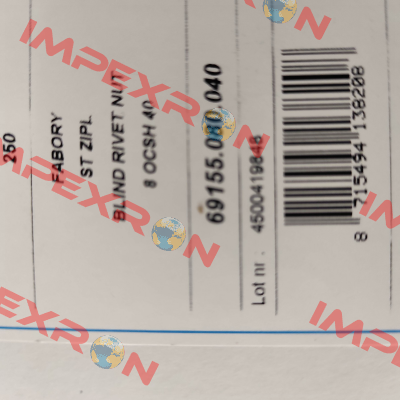 250
FABORY
ST ZIPL
BLIND RIVET NUT
8 OCSH 40
69155.080.040
Lot nr : 4500419848
8 715494 138208
IMPEXRON
IMPEXRON
IMPEXRON
IMPEXRON
IMPEXRON